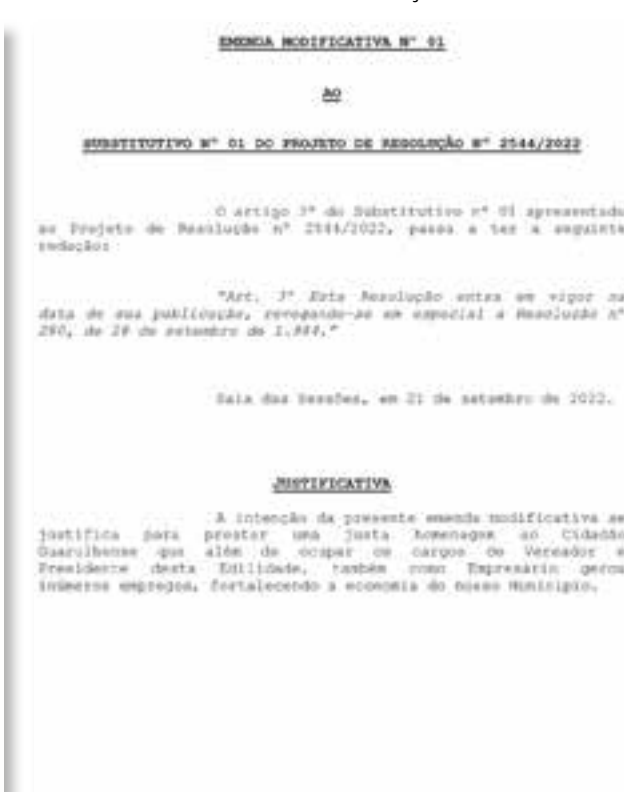 EMENDA MODIFICATIVA Nº 01
AO
SUBSTITUTIVO Nº 01 DO PROJETO DE RESOLUÇÃO Nº 2544/2022
O artigo 3º do Substitutivo nº 01 apresentado
ao Projeto de Resolução nº 2544/2022, passa a ter a seguinte
redação:
"Art. 3º Esta Resolução entra em vigor na
data de sua publicação, revogando-se em especial a Resolução nº
de setembro de
Sala das Sessões, em 21 de setembro de 2022.
JUSTIFICATIVA
A intenção da presente emenda modificativa se
justifica para prestar uma justa homenagem ao Cidadão
Guarulhense que além de ocupar os cargos de Vereador e
Presidente desta Edilidade, também como Empresário gerou
inúmeros empregos, fortalecendo a economia do nosso Município.